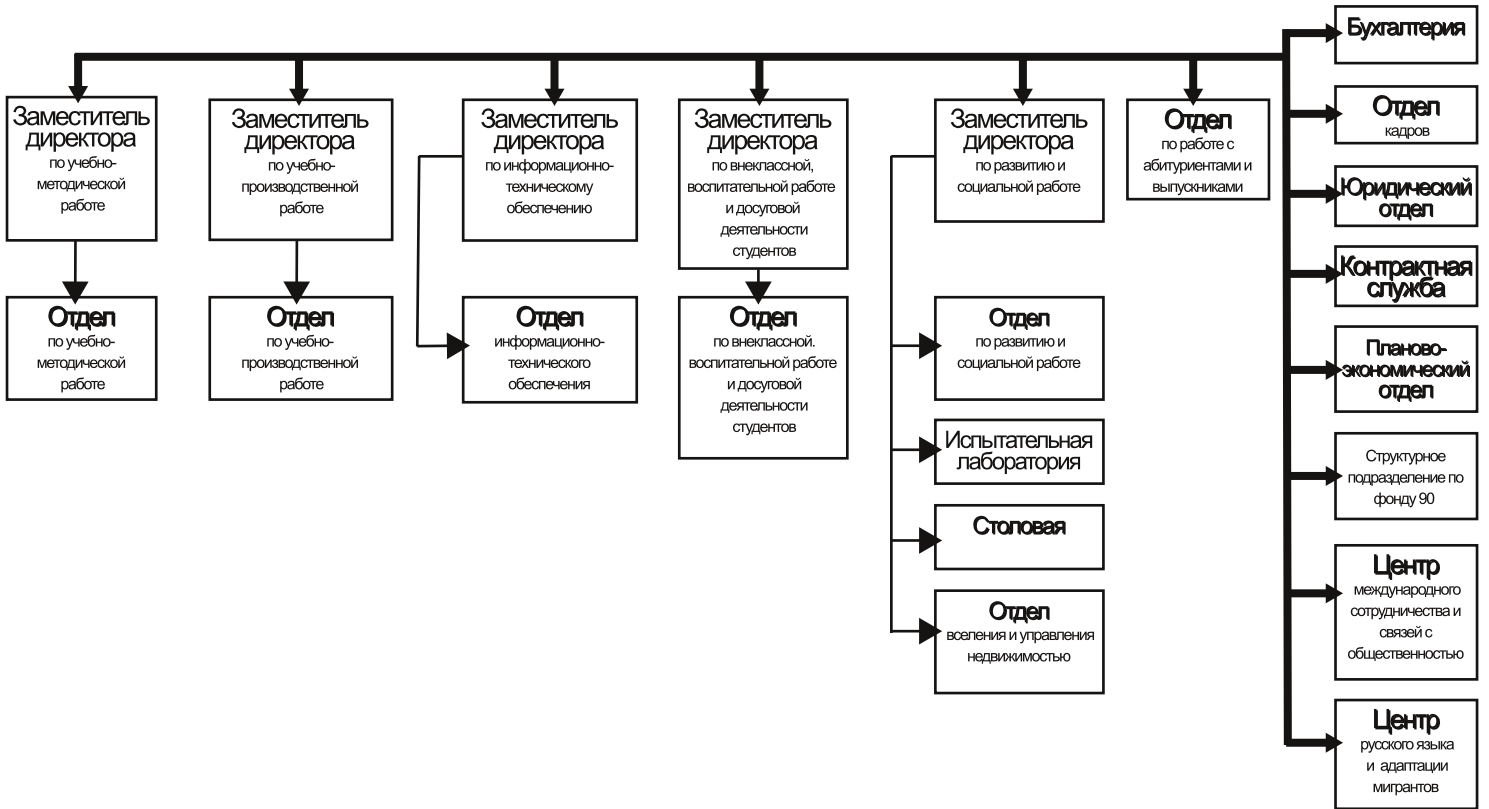 Заместитель
директора
по учебно-
методической
работе
Заместитель
директора
по учебно-
производственной
работе
Заместитель
директора
по информационно-
техническому
обеспечению
Заместитель
директора
по внеклассной,
воспитательной работе
и досуговой
деятельности
студентов
Заместитель
директора
по развитию и
социальной работе
Отдел
по работе с
абитуриентами и
выпускниками
Отдел
по учебно-
методической
работе
Отдел
по учебно-
производственной
работе
Отдел
информационно-
технического
обеспечения
Отдел
по внеклассной.
воспитательной работе
и досуговой
деятельности
студентов
Отдел
по развитию и
социальной работе
Испытательная
лаборатория
Столовая
Отдел
вселения и управления
недвижимостью
Бухгалтерия
Отдел
кадров
Юридический
отдел
Контрактная
служба
Планово-
экономический
отдел
Структурное
подразделение по
фонду 90
Центр
международного
сотрудничества и
связей с
общественностью
Центр
русского языка
и адаптации
мигрантов